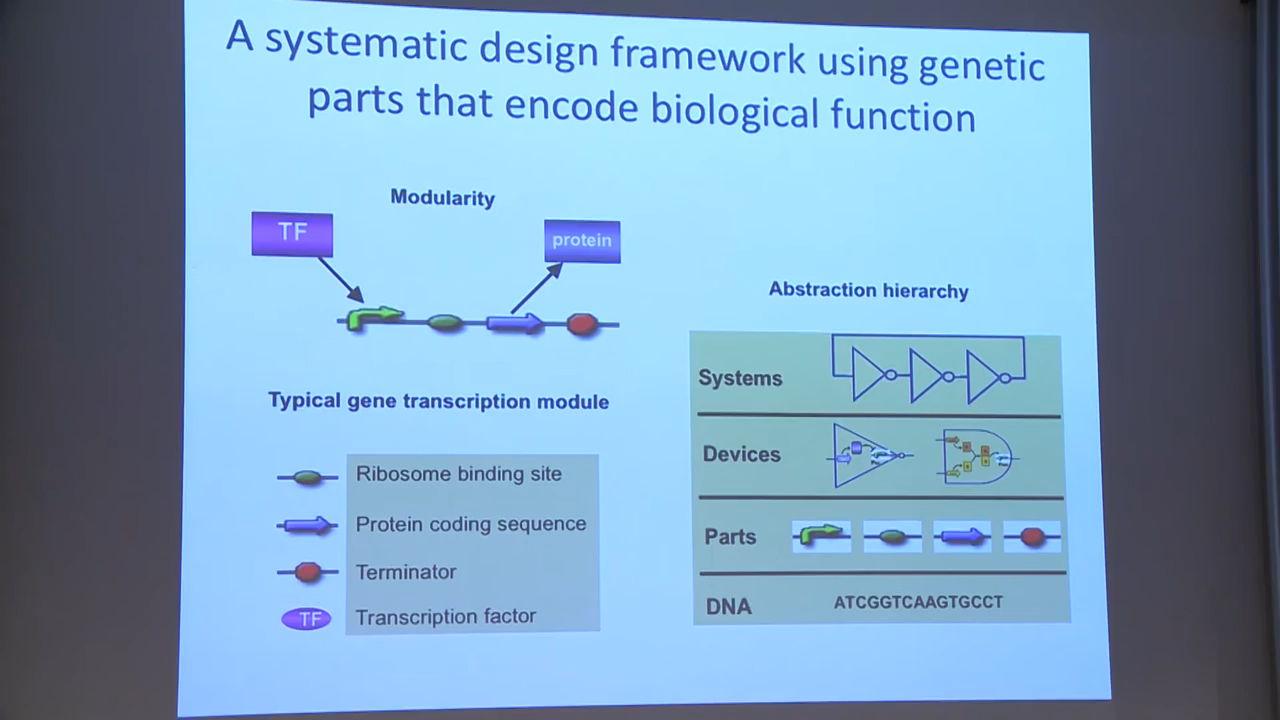 A systematic design framework using genetic
parts that encode biological function
Modularity
TF
protein
Typical gene transcription module
Ribosome binding site
Protein coding sequence
Terminator
TF
Transcription factor
Abstraction hierarchy
Systems
Devices
Parts
DNA
ATCGGTCAAGTGCCT